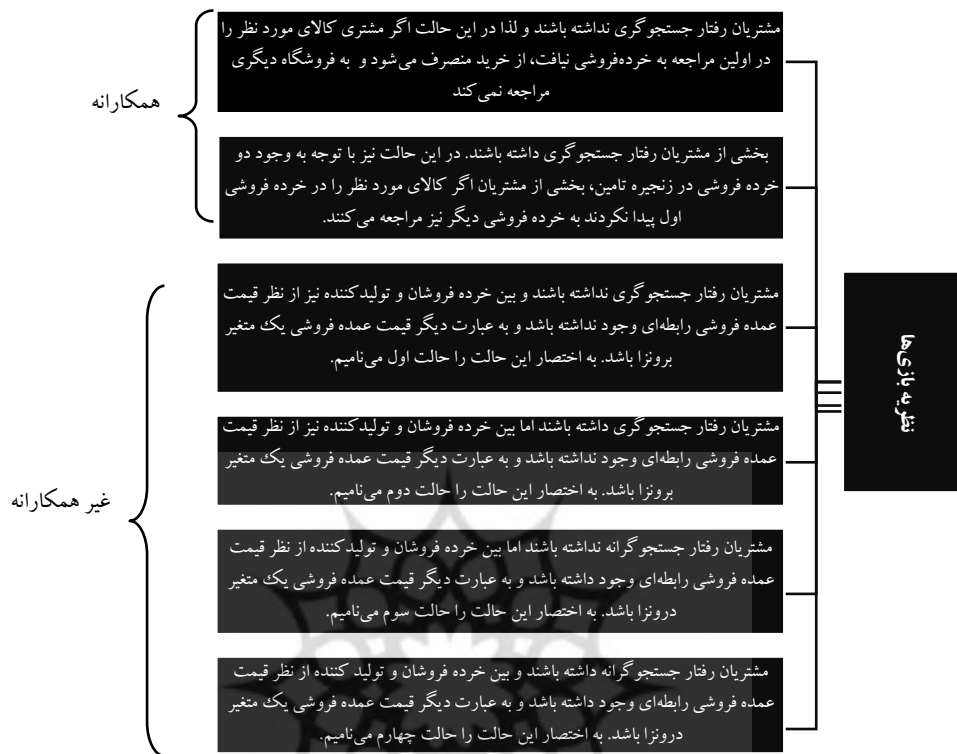 نظریه بازی‌ها
همکارانه
مشتریان رفتار جستجوگری نداشته باشند و لذا در این حالت اگر مشتری کالای مورد نظر را
در اولین مراجعه به خرده‌فروشی نیافت، از خرید منصرف می‌شود و به فروشگاه دیگری
مراجعه نمی‌کند
بخشی از مشتریان رفتار جستجوگری داشته باشند. در این حالت نیز با توجه به وجود دو
خرده فروشی در زنجیره تامین، بخشی از مشتریان اگر کالای مورد نظر را در خرده فروشی
اول پیدا نکردند به خرده فروشی دیگر نیز مراجعه می‌کنند.
غیر همکارانه
مشتریان رفتار جستجوگری نداشته باشند و بین خرده فروشان و تولیدکننده نیز از نظر قیمت
عمده فروشی رابطه‌ای وجود نداشته باشد و به عبارت دیگر قیمت عمده فروشی یک متغیر
برونزا باشد. به اختصار این حالت را حالت اول می‌نامیم.
مشتریان رفتار جستجوگری داشته باشند اما بین خرده فروشان و تولیدکننده نیز از نظر قیمت
عمده فروشی رابطه‌ای وجود نداشته باشد و به عبارت دیگر قیمت عمده فروشی یک متغیر
برونزا باشد. به اختصار این حالت را حالت دوم می‌نامیم.
مشتریان رفتار جستجوگرانه نداشته باشند اما بین خرده فروشان و تولیدکننده از نظر قیمت
عمده فروشی رابطه‌ای وجود داشته باشد و به عبارت دیگر قیمت عمده فروشی یک متغیر
درونزا باشد. به اختصار این حالت را حالت سوم می‌نامیم.
مشتریان رفتار جستجوگرانه داشته باشند و بین خرده فروشان و تولید کننده از نظر قیمت
عمده فروشی رابطه‌ای وجود داشته باشد و به عبارت دیگر قیمت عمده فروشی یک متغیر
درونزا باشد. به اختصار این حالت را حالت چهارم می‌نامیم.